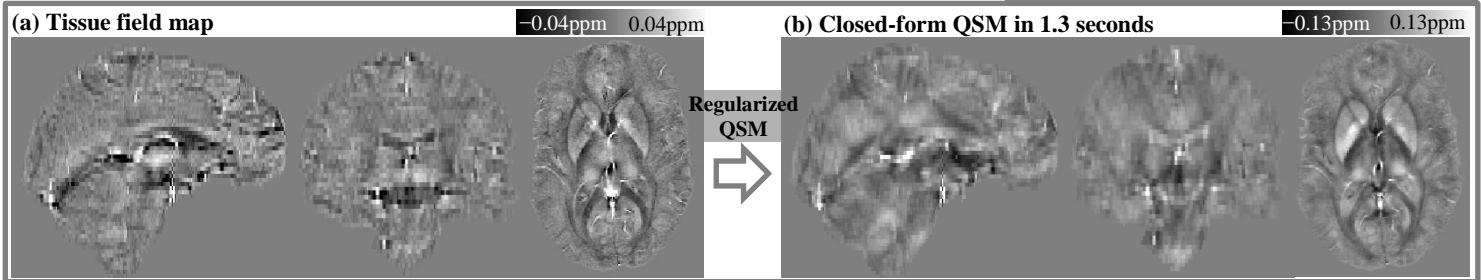 (a) Tissue field map
−0.04ppm 0.04ppm
Regularized
QSM
(b) Closed-form QSM in 1.3 seconds
−0.13ppm 0.13ppm